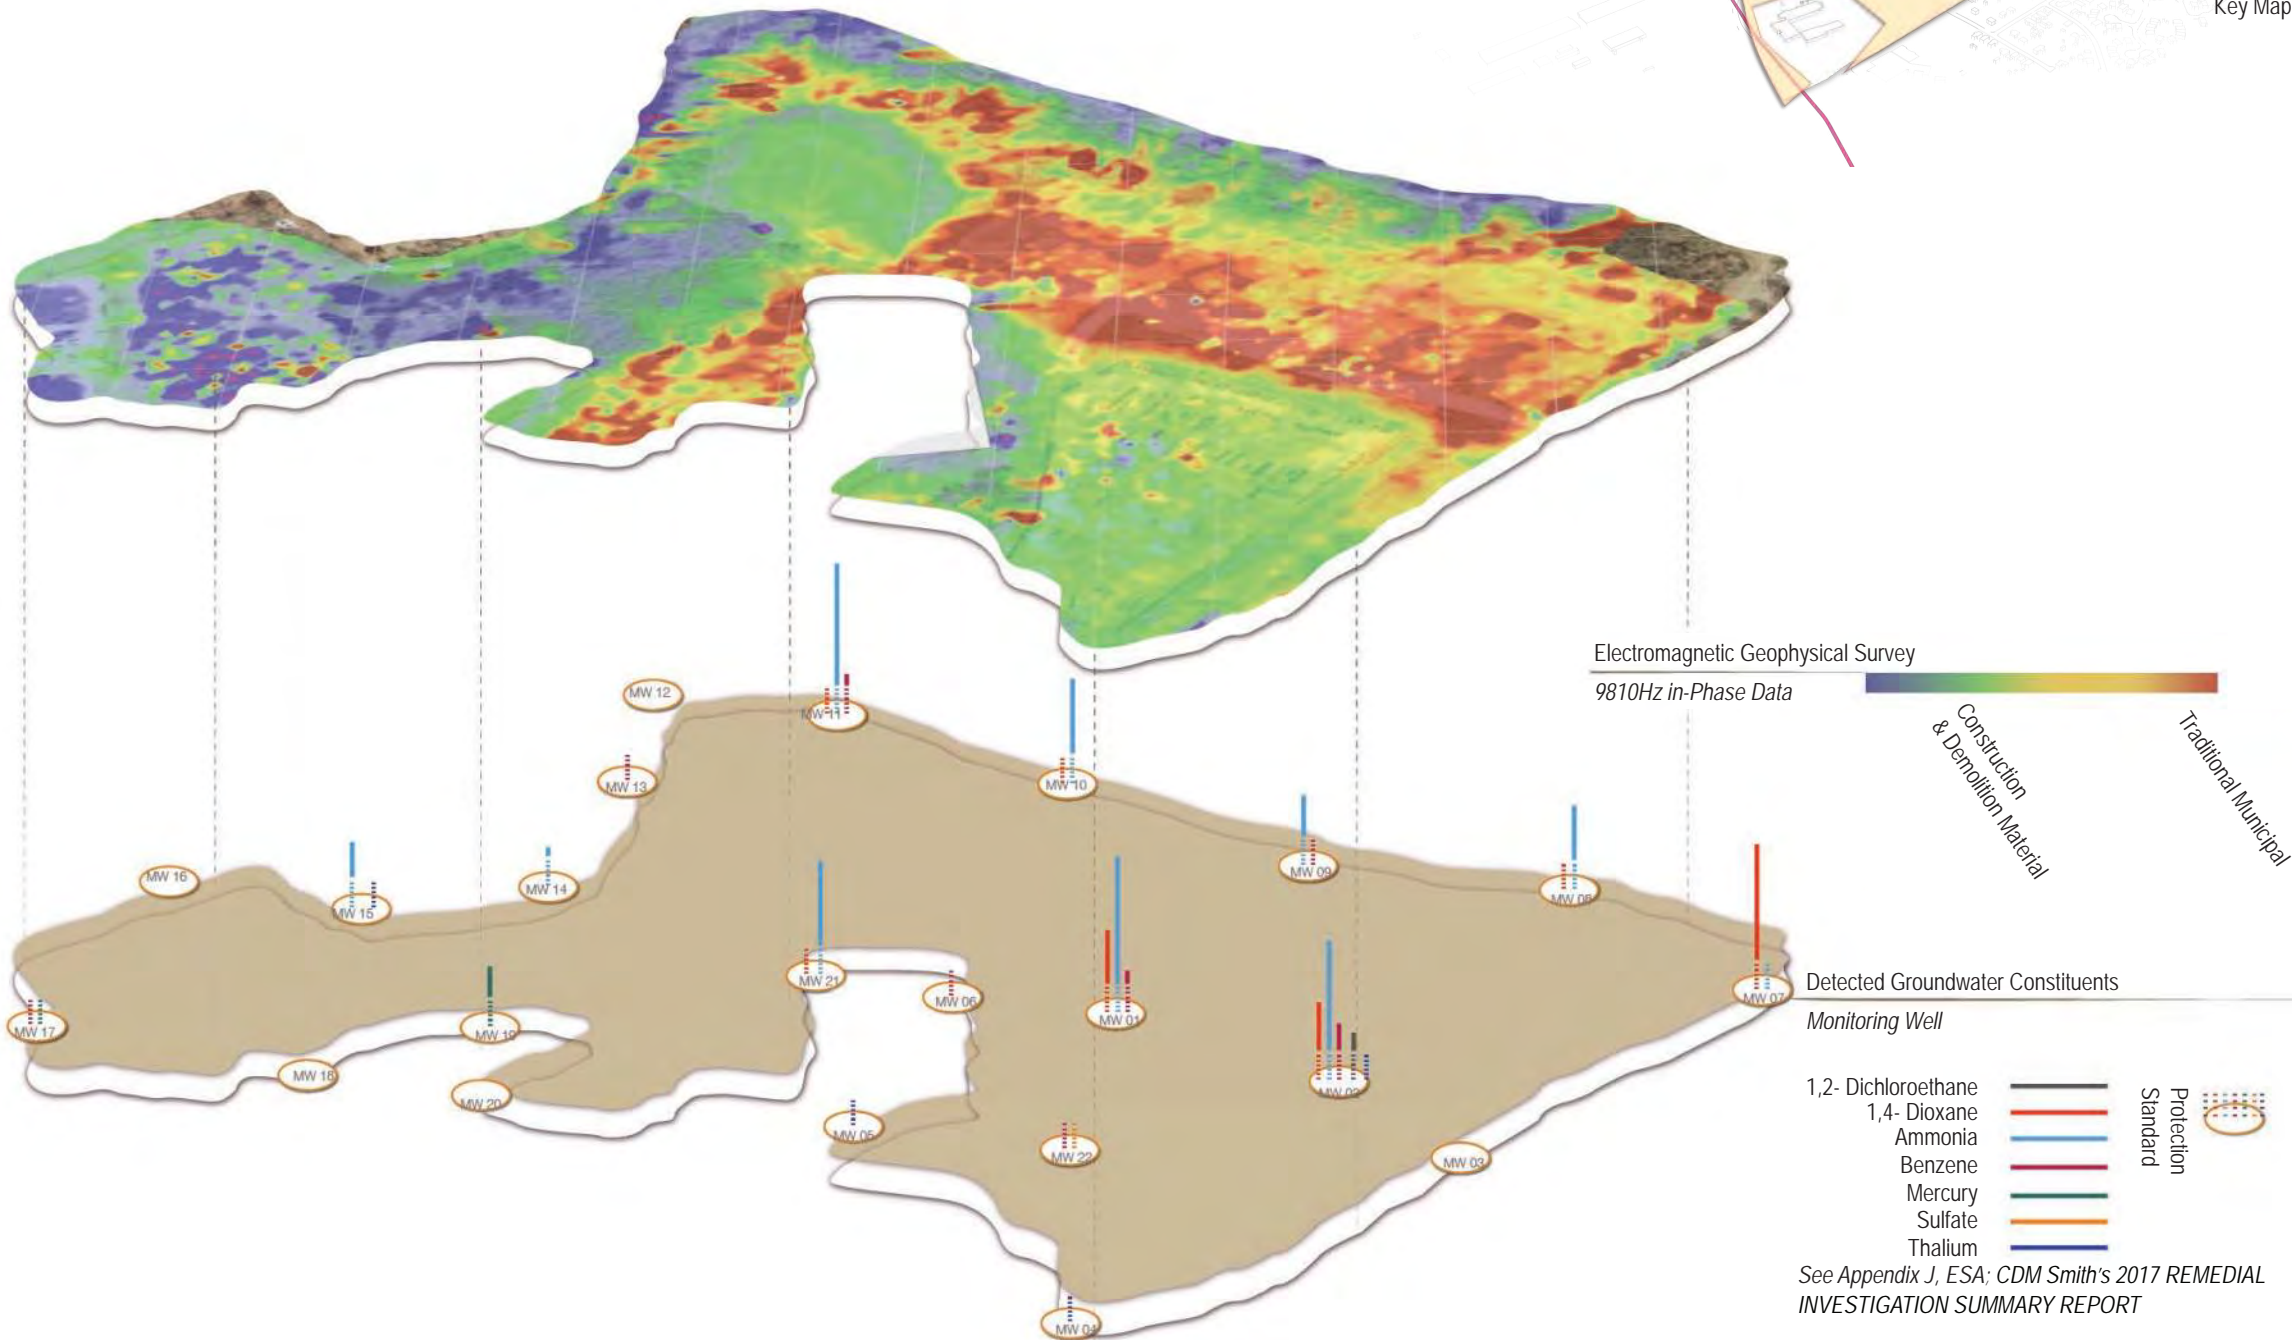 Key Map
Electromagnetic Geophysical Survey
9810Hz in-Phase Data
Construction
& Demolition Material
Traditional Municipal
MW 12
MW 11
MW 13
MW 10
MW 16
MW 15
MW 14
MW 09
MW 08
MW 17
MW 19
MW 21
MW 06
MW 01
MW 07
MW 18
MW 20
MW 02
MW 05
MW 22
MW 03
MW 04
Detected Groundwater Constituents
Monitoring Well
1,2- Dichloroethane
1,4- Dioxane
Ammonia
Benzene
Mercury
Sulfate
Thalium
Protection
Standard
See Appendix J, ESA; CDM Smith's 2017 REMEDIAL
INVESTIGATION SUMMARY REPORT